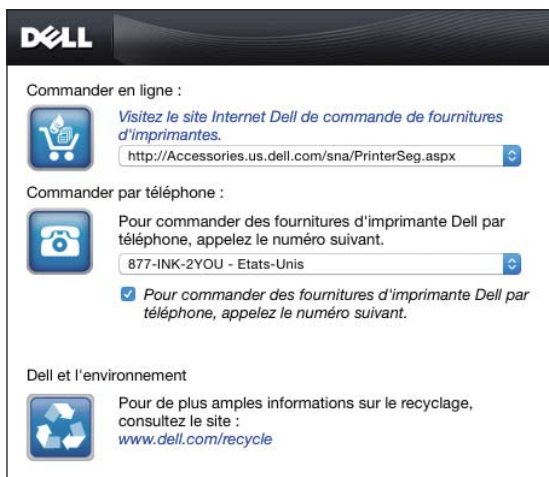 DELL
Commander en ligne :
Visitez le site Internet Dell de commande de fournitures
d'imprimantes.
http://Accessories.us.dell.com/sna/PrinterSeg.aspx
Commander par téléphone :
Pour commander des fournitures d'imprimante Dell par
téléphone, appelez le numéro suivant.
877-INK-2YOU - Etats-Unis
Pour commander des fournitures d'imprimante Dell par
téléphone, appelez le numéro suivant.
Dell et l'environnement
Pour de plus amples informations sur le recyclage,
consultez le site :
www.dell.com/recycle